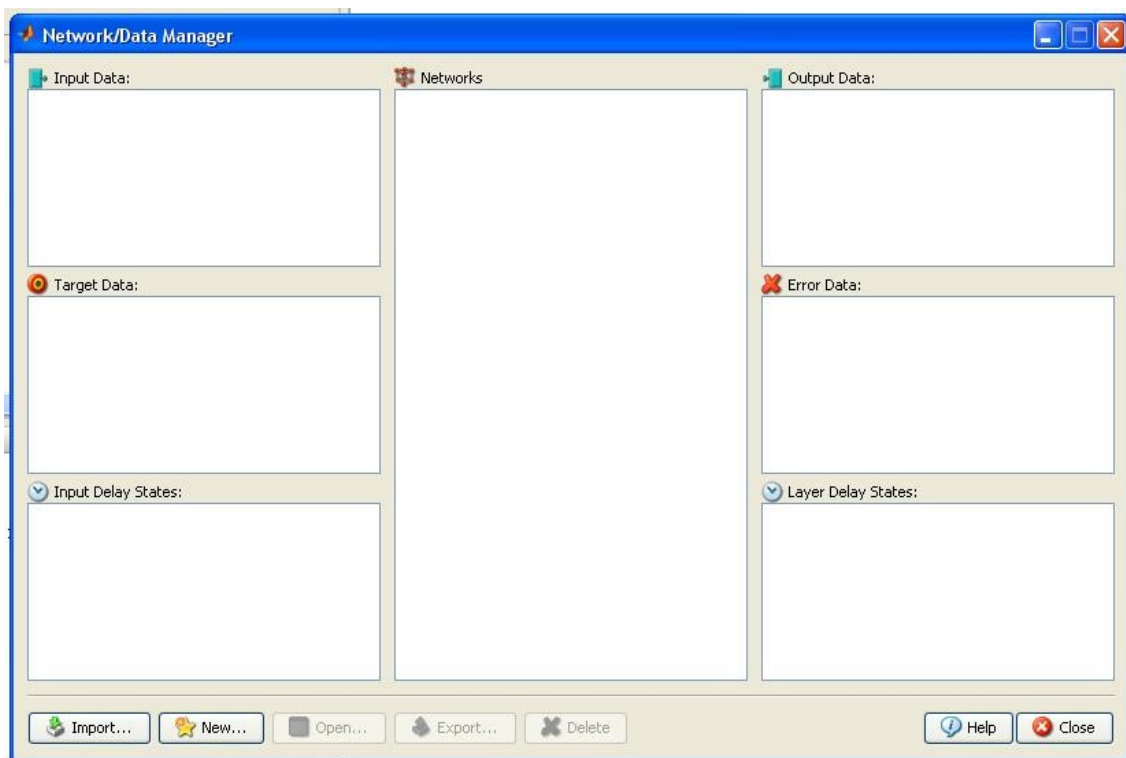 Network/Data Manager
Input Data:
Networks
Output Data:
Target Data:
Error Data:
Input Delay States:
Layer Delay States:
Import...
New...
Open...
Export...
Delete
Help
Close